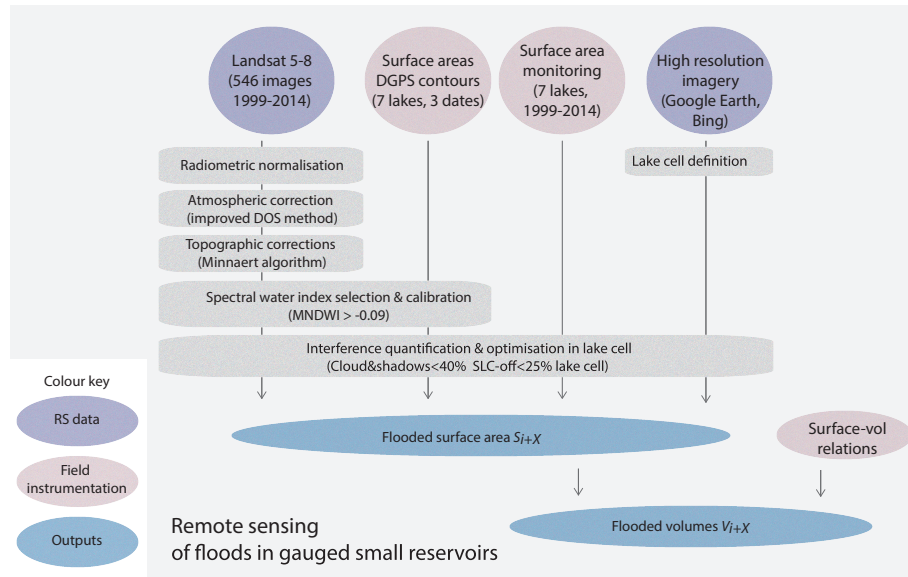 Landsat 5-8
(546 images
1999-2014)
Surface areas
DGPS contours
(7 lakes, 3 dates)
Surface area
monitoring
(7 lakes,
1999-2014)
High resolution
imagery
(Google Earth,
Bing)
Radiometric normalisation
Lake cell definition
Atmospheric correction
(improved DOS method)
Topographic corrections
(Minnaert algorithm)
Spectral water index selection & calibration
(MNDWI > -0.09)
Interference quantification & optimisation in lake cell
(Cloud&shadows<40% SLC-off<25% lake cell)
Colour key
RS data
Field
instrumentation
Outputs
Flooded surface area Si+X
Surface-vol
relations
Flooded volumes Vi+X
Remote sensing
of floods in gauged small reservoirs